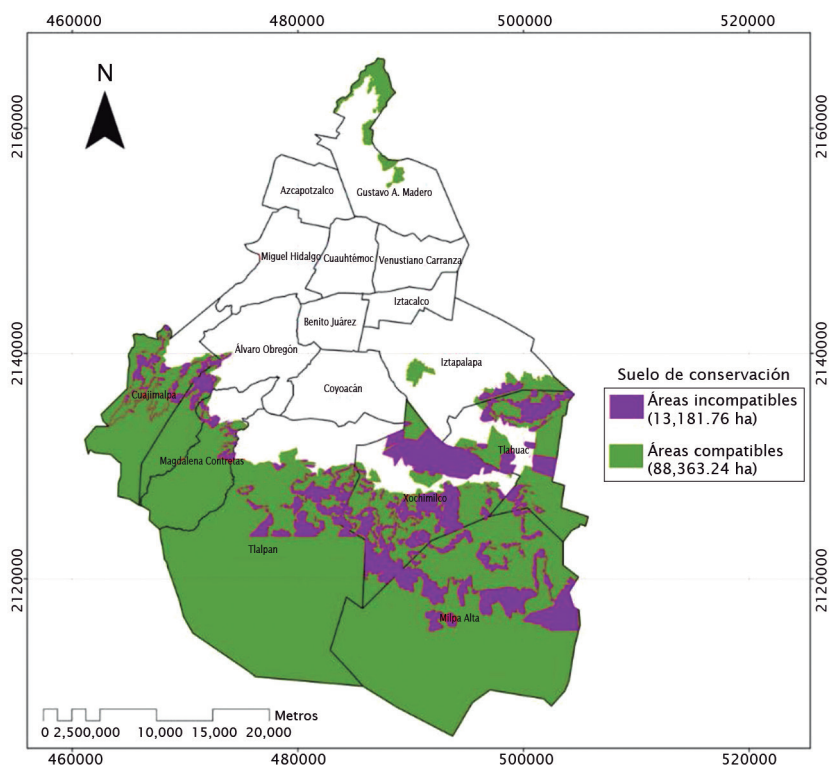 460000 480000 500000 520000
N
2160000
2160000
Azcapotzalco
Gustavo A. Madero
Miguel Hidalgo
Cuauhtémoc
Venustiano Carranza
Iztacalco
Benito Juárez
2140000
2140000
Álvaro Obregón
Iztapalapa
Coyoacán
Cuajimalpa
Suelo de conservación
Áreas incompatibles
(13,181.76 ha)
Áreas compatibles
(88,363.24 ha)
Tlahuac
Magdalena Contreras
Xochimilco
Tlalpan
2120000
2120000
Milpa Alta
Metros
0 2,500,000 10,000 15,000 20,000
460000 480000 500000 520000